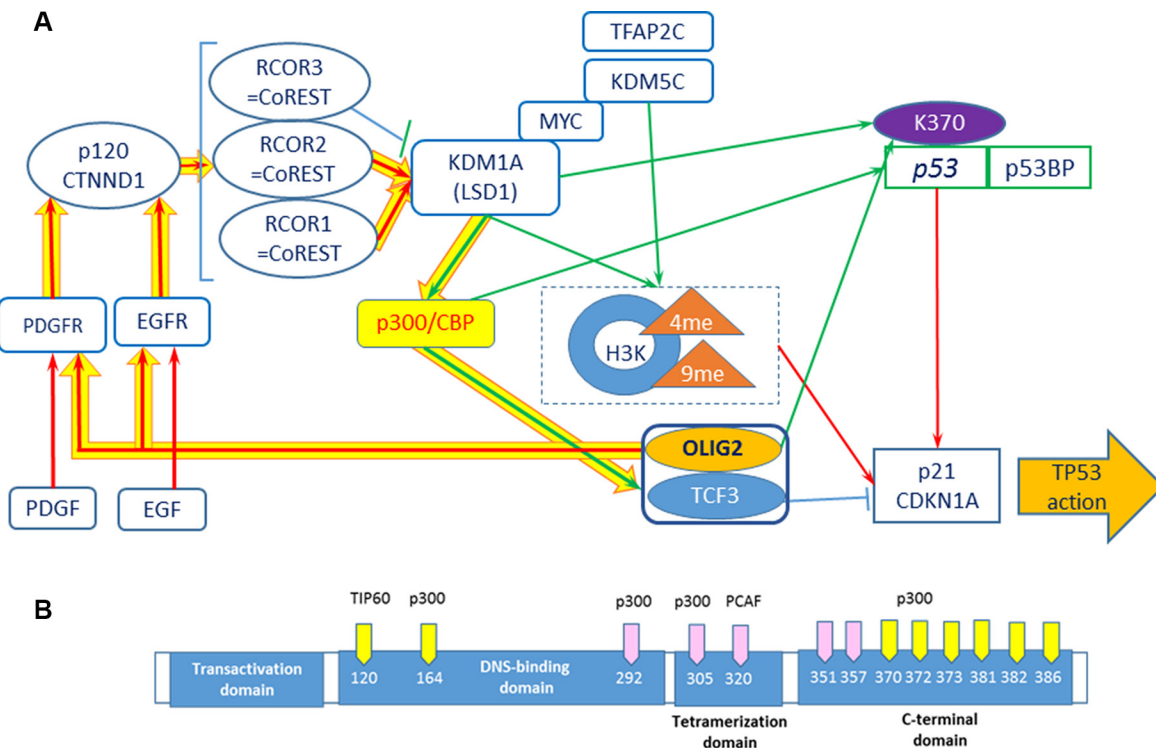 A
TFAP2C
KDM5C
MYC
RCOR3
=CoREST
RCOR2
=CoREST
RCOR1
=CoREST
p120
CTNND1
KDM1A
(LSD1)
K370
p53
p53BP
PDGFR
EGFR
p300/CBP
H3K
4me
9me
OLIG2
TCF3
PDGF
EGF
p21
CDKN1A
TP53
action
B
TIP60
p300
p300
p300
PCAF
p300
Transactivation
domain
DNS-binding
domain
120
164
292
305
320
351
357
370
372
373
381
382
386
Tetramerization
domain
C-terminal
domain